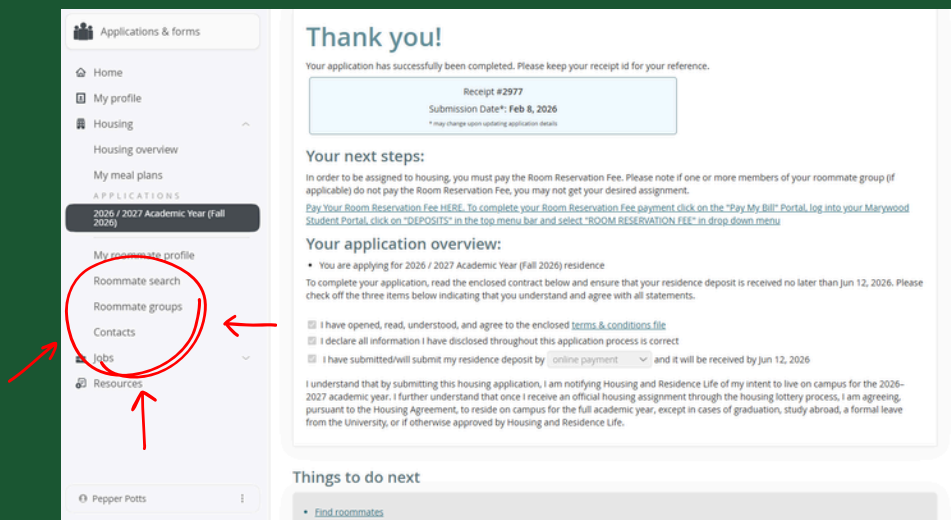 Applications & forms
Home
My profile
Housing
Housing overview
My meal plans
APPLICATIONS
2026 / 2027 Academic Year (Fall
2026)
My roommate profile
Roommate search
Roommate groups
Contacts
Jobs
Resources
Pepper Potts
Thank you!
Your application has successfully been completed. Please keep your receipt id for your reference.
Receipt #2977
Submission Date*: Feb 8, 2026
* may change upon updating application details
Your next steps:
In order to be assigned to housing, you must pay the Room Reservation Fee. Please note if one or more members of your roommate group (if
applicable) do not pay the Room Reservation Fee, you may not get your desired assignment.
Pay Your Room Reservation Fee HERE. To complete your Room Reservation Fee payment click on the "Pay My Bill" Portal, log into your Marywood
Student Portal, click on "DEPOSITS" in the top menu bar and select "ROOM RESERVATION FEE" in drop down menu
Your application overview:
• You are applying for 2026 / 2027 Academic Year (Fall 2026) residence
To complete your application, read the enclosed contract below and ensure that your residence deposit is received no later than Jun 12, 2026. Please
check off the three items below indicating that you understand and agree with all statements.
I have opened, read, understood, and agree to the enclosed terms & conditions file
I declare all information I have disclosed throughout this application process is correct
I have submitted/will submit my residence deposit by online payment and it will be received by Jun 12, 2026
I understand that by submitting this housing application, I am notifying Housing and Residence Life of my intent to live on campus for the 2026–
2027 academic year. I further understand that once I receive an official housing assignment through the housing lottery process, I am agreeing,
pursuant to the Housing Agreement, to reside on campus for the full academic year, except in cases of graduation, study abroad, a formal leave
from the University, or if otherwise approved by Housing and Residence Life.
Things to do next
• Find roommates